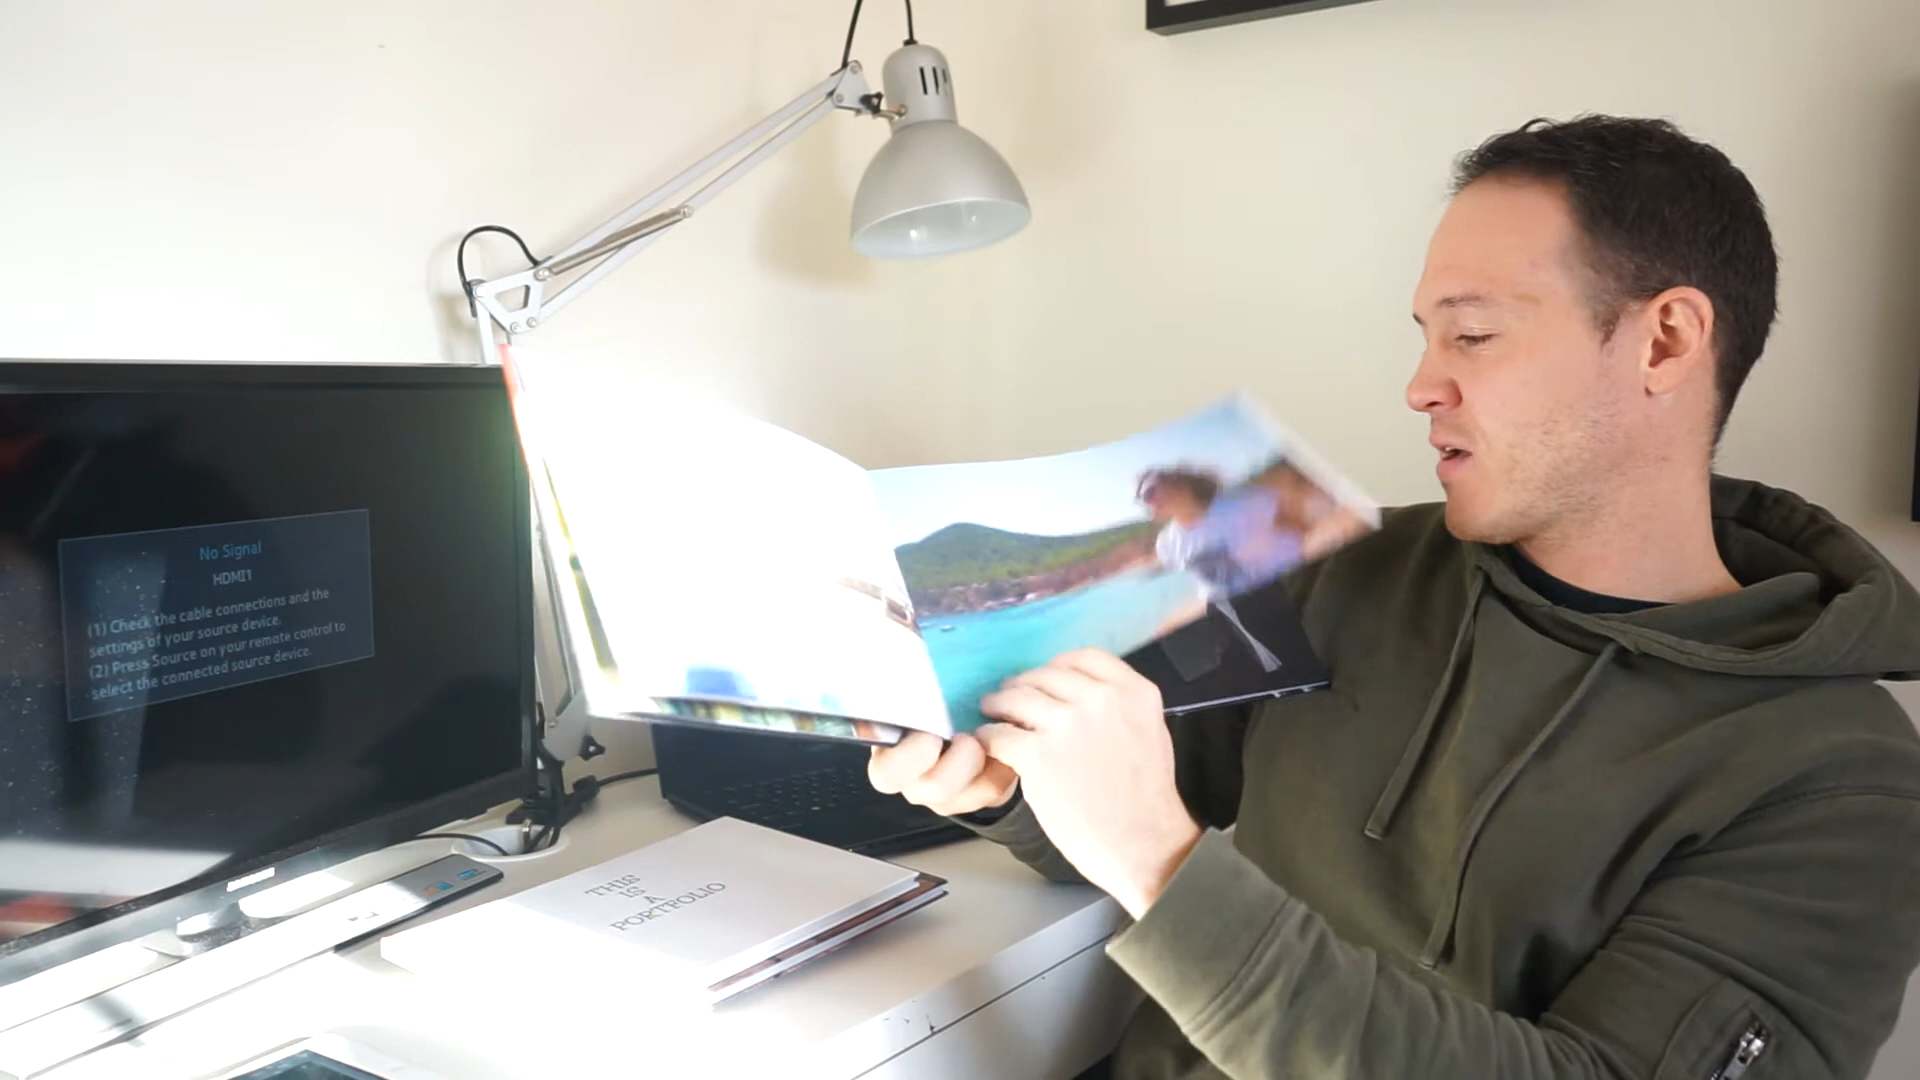 No Signal
HDMI1
(1) Check the cable connections and the
settings of your source device.
(2) Press Source on your remote control to
select the connected source device.
THIS
IS
A
PORTFOLIO